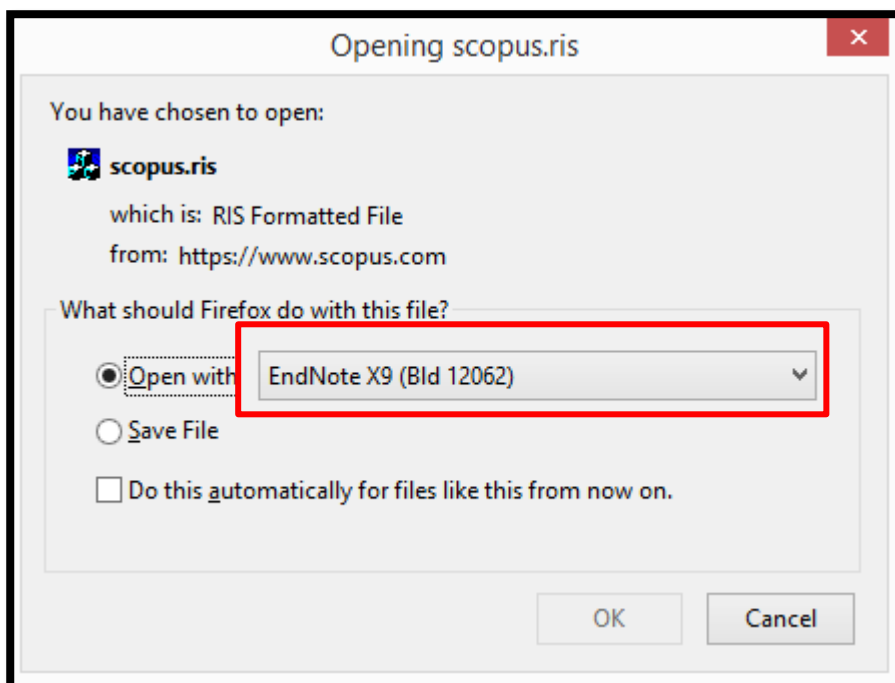 Opening scopus.ris
You have chosen to open:
scopus.ris
which is: RIS Formatted File
from: https://www.scopus.com
What should Firefox do with this file?
Open with EndNote X9 (Bld 12062)
Save File
Do this automatically for files like this from now on.
OK Cancel